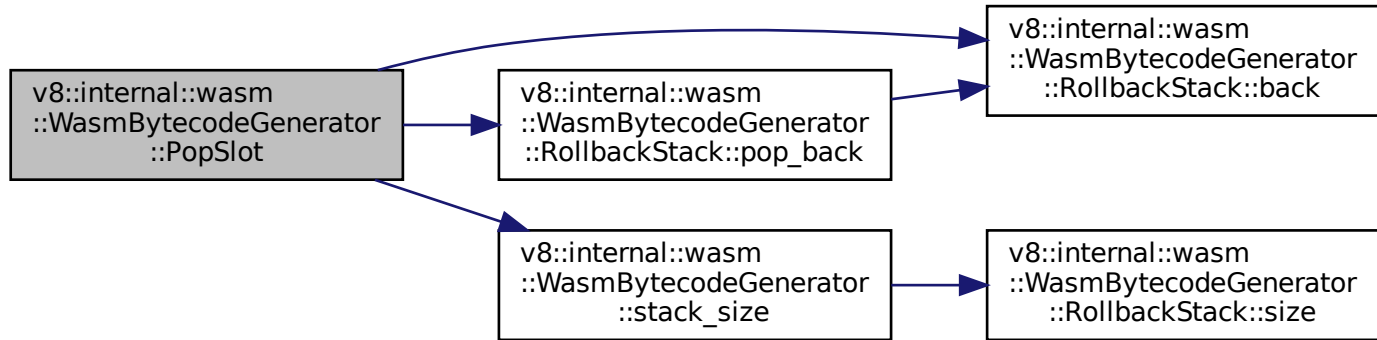 v8::internal::wasm
::WasmBytecodeGenerator
::PopSlot
v8::internal::wasm
::WasmBytecodeGenerator
::RollbackStack::pop_back
v8::internal::wasm
::WasmBytecodeGenerator
::RollbackStack::back
v8::internal::wasm
::WasmBytecodeGenerator
::stack_size
v8::internal::wasm
::WasmBytecodeGenerator
::RollbackStack::size